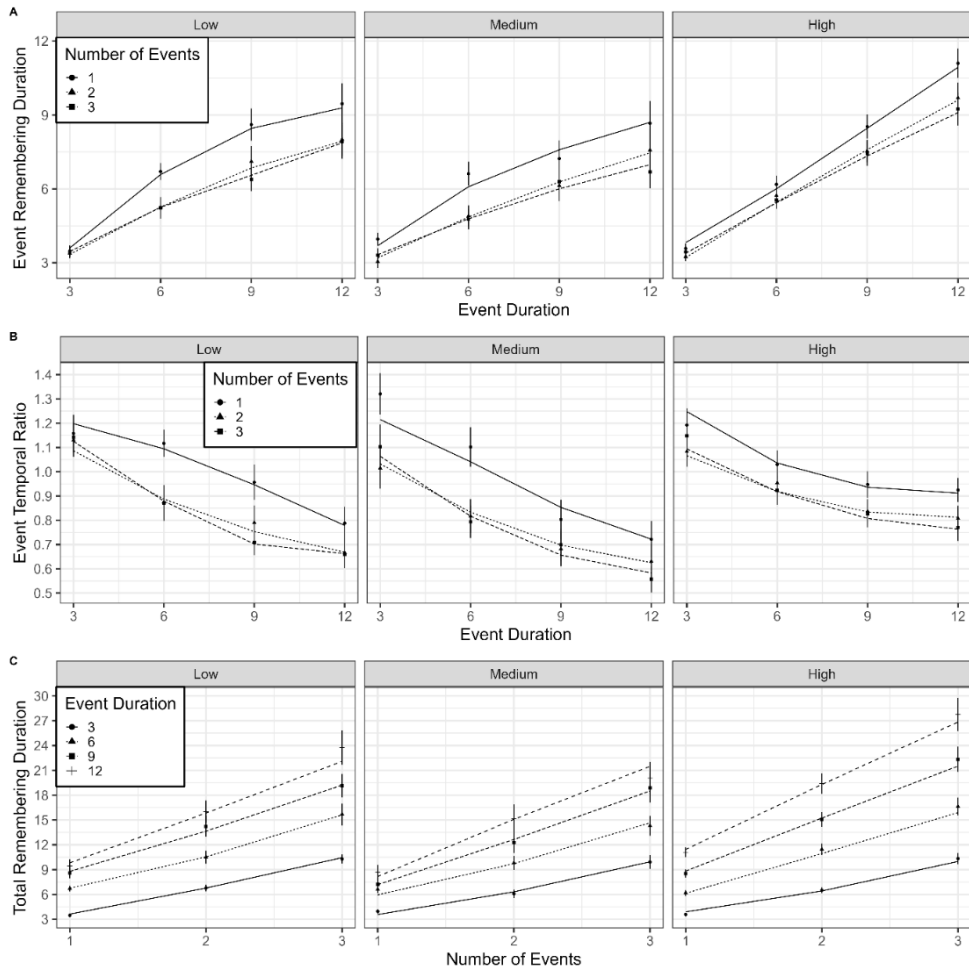 A
Low Medium High
Event Remembering Duration
12
9
6
3
Number of Events
1
2
3
3 6 9 12 3 6 9 12 3 6 9 12
Event Duration
B
Low Medium High
Event Temporal Ratio
1.4
1.3
1.2
1.1
1.0
0.9
0.8
0.7
0.6
0.5
Number of Events
1
2
3
3 6 9 12 3 6 9 12 3 6 9 12
Event Duration
C
Low Medium High
Total Remembering Duration
30
27
24
21
18
15
12
9
6
3
Event Duration
3
6
9
12
1 2 3 1 2 3 1 2 3
Number of Events